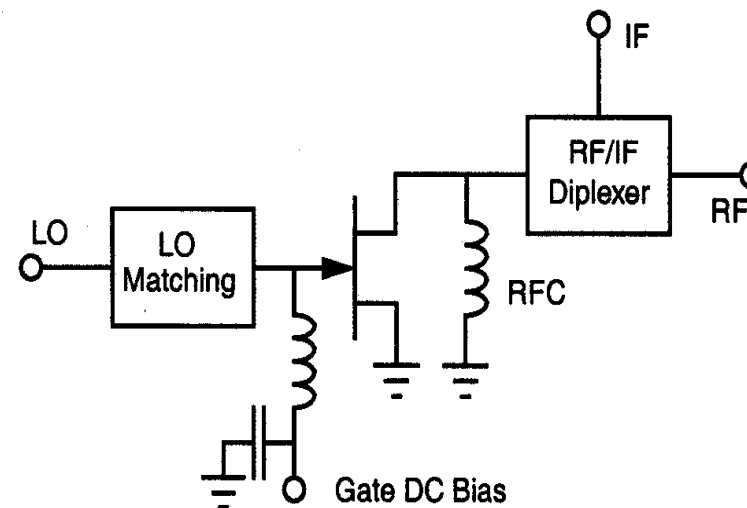 IF
RF/IF
Diplexer
RF
LO
LO
Matching
RFC
Gate DC Bias